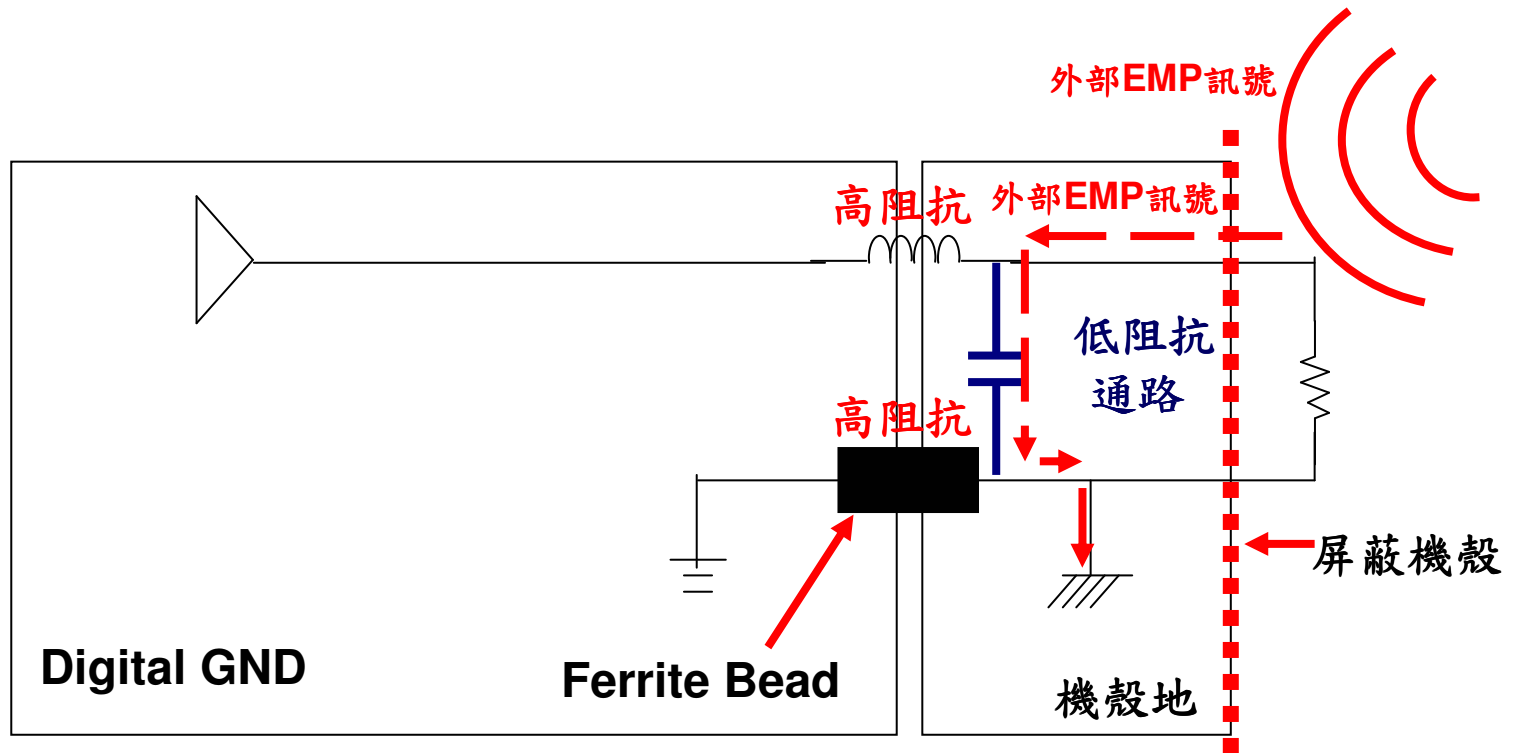 外部EMP訊號
高阻抗
外部EMP訊號
低阻抗
通路
高阻抗
屏蔽機殼
Digital GND
Ferrite Bead
機殼地